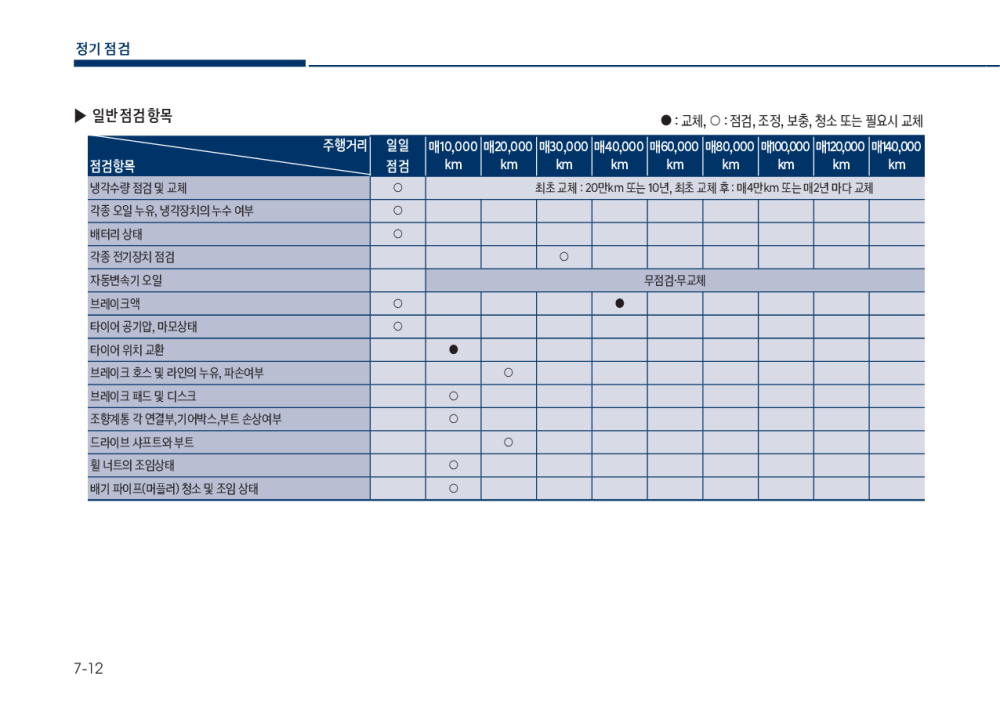 정기 점검
▶ 일반 점검 항목
● : 교체, ○ : 점검, 조정, 보충, 청소 또는 필요시 교체
주행거리 일일 매10,000 매20,000 매30,000 매40,000 매60,000 매80,000 매100,000 매120,000 매140,000
점검항목 점검 km km km km km km km km km
냉각수량 점검 및 교체 ○ 최초 교체 : 20만km 또는 10년, 최초 교체 후 : 매4만km 또는 매2년 마다 교체
각종 오일 누유, 냉각장치의 누수 여부 ○
배터리 상태 ○
각종 전기장치 점검 ○
자동변속기 오일 무점검·무교체
브레이크액 ○ ●
타이어 공기압, 마모상태 ○
타이어 위치 교환 ●
브레이크 호스 및 라인의 누유, 파손여부 ○
브레이크 패드 및 디스크 ○
조향계통 각 연결부,기어박스,부트 손상여부 ○
드라이브 샤프트와 부트 ○
휠 너트의 조임상태 ○
배기 파이프(머플러) 청소 및 조임 상태 ○
7-12